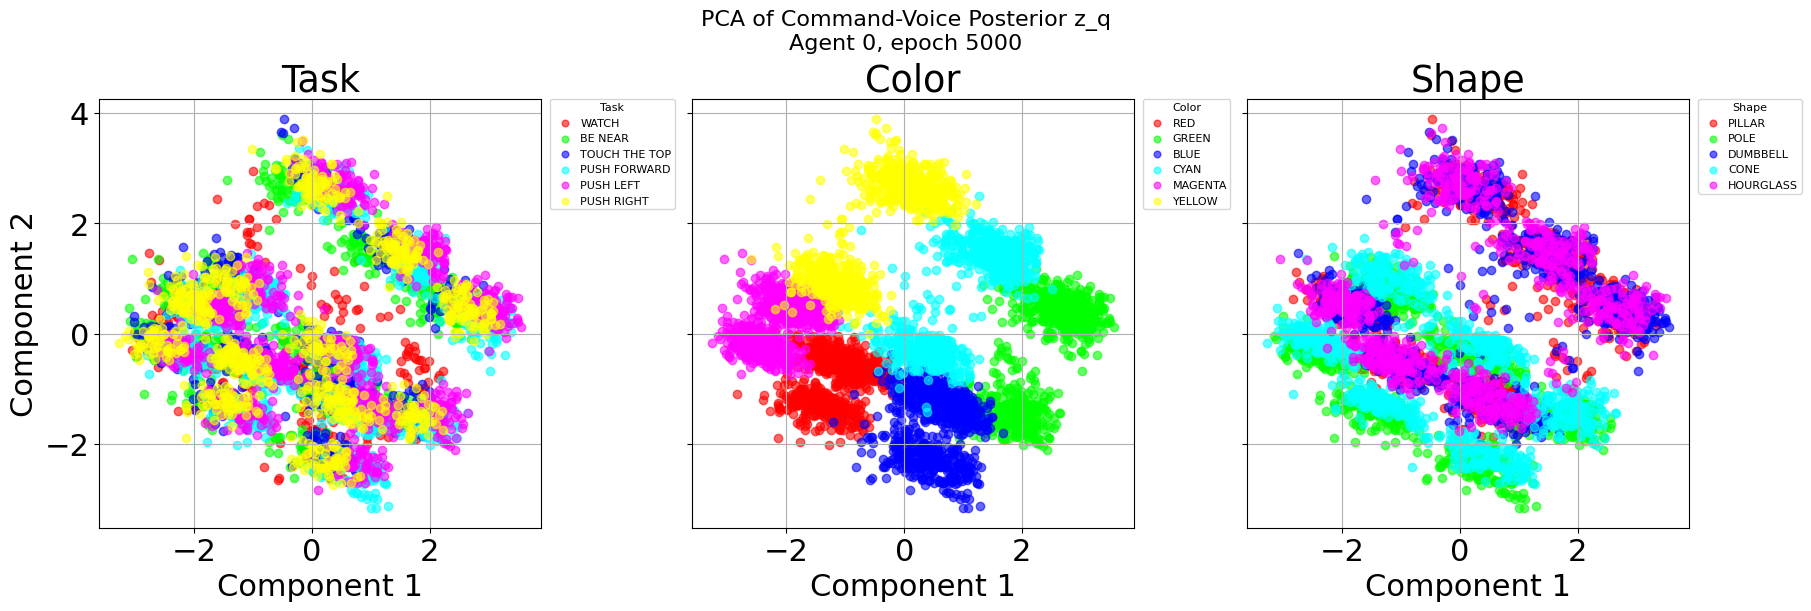 PCA of Command-Voice Posterior z_q
Agent 0, epoch 5000
Task
Color
Shape
Component 2
4
2
0
−2
−2
0
2
Component 1
Task
WATCH
BE NEAR
TOUCH THE TOP
PUSH FORWARD
PUSH LEFT
PUSH RIGHT
−2
0
2
Component 1
Color
RED
GREEN
BLUE
CYAN
MAGENTA
YELLOW
−2
0
2
Component 1
Shape
PILLAR
POLE
DUMBBELL
CONE
HOURGLASS